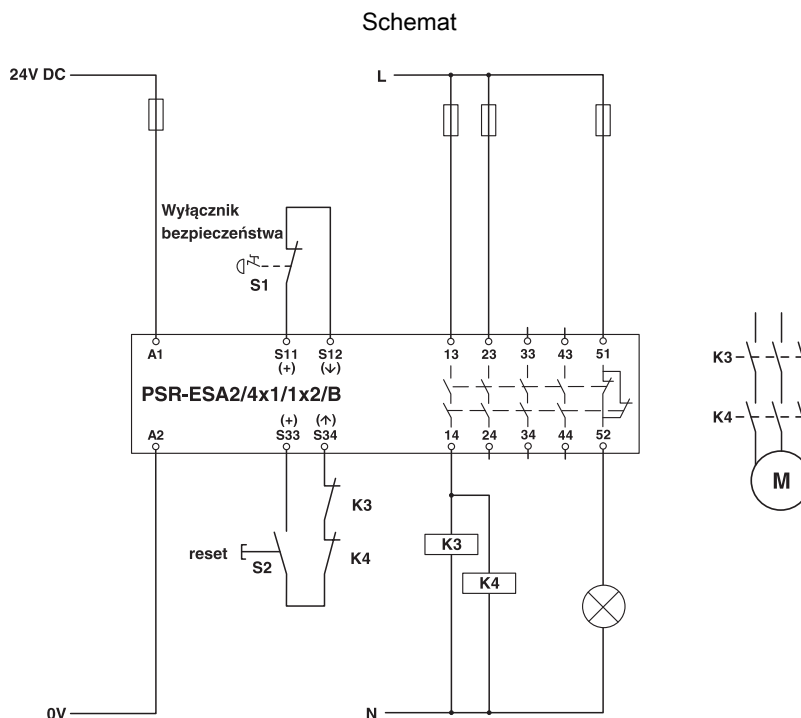 Schemat
24V DC
L
Wyłącznik
bezpieczeństwa
S1
A1
S11
S12
13
23
33
43
51
(+)
(↓)
PSR-ESA2/4x1/1x2/B
(+)
(↑)
A2
S33
S34
14
24
34
44
52
K3
K4
M
K3
reset
S2
K4
K3
K4
0V
N